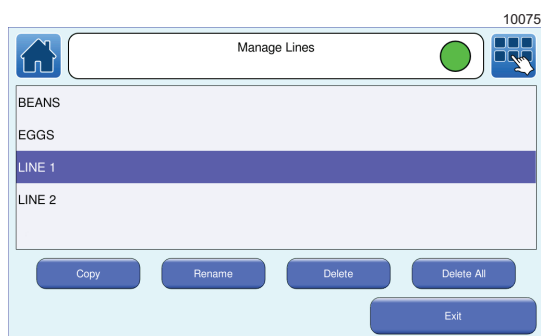 10075
Manage Lines
BEANS
EGGS
LINE 1
LINE 2
Copy Rename Delete Delete All
Exit